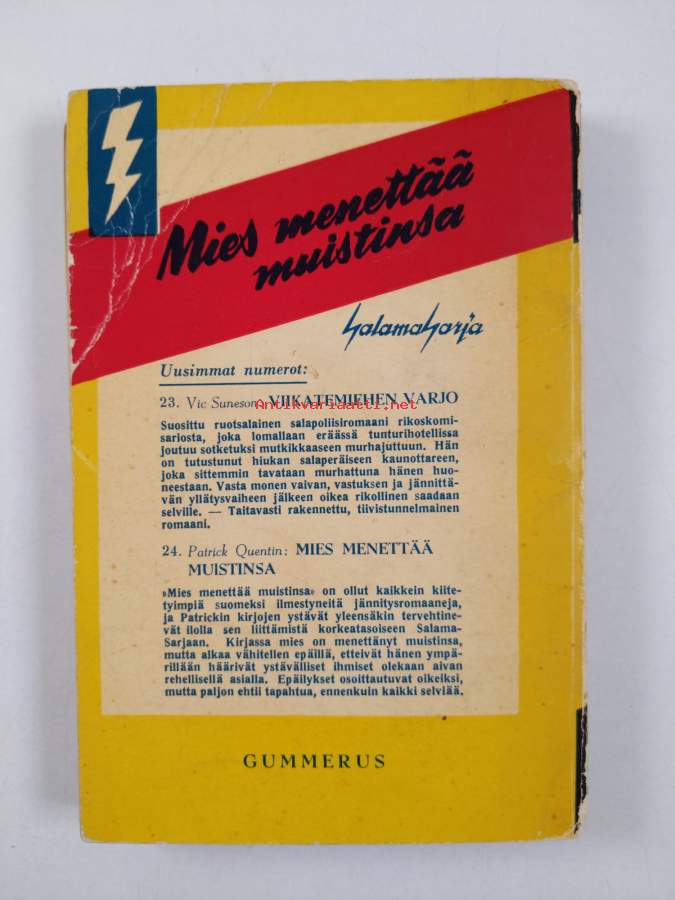 Mies menettää
muistinsa
SalamaSarja
Uusimmat numerot:
23. Vic Suneson: VIIKATEMIEHEN VARJO
Antikvariaatti.net
Suosittu ruotsalainen salapoliisiromaani rikoskomi-
sariosta, joka lomallaan eräässä tunturihotellissa
joutuu sotketuksi mutkikkaaseen murhajuttuun. Hän
on tutustunut hiukan salaperäiseen kaunottareen,
joka sittemmin tavataan murhattuna hänen huo-
neestaan. Vasta monen vaivan, vastuksen ja jännittä-
vän yllätysvaiheen jälkeen oikea rikollinen saadaan
selville. — Taitavasti rakennettu, tiivistunnelmainen
romaani.
24. Patrick Quentin: MIES MENETTÄÄ
MUISTINSA
»Mies menettää muistinsa» on ollut kaikkein kiite-
tyimpiä suomeksi ilmestyneitä jännitysromaaneja,
ja Patrickin kirjojen ystävät yleensäkin tervehtine-
vät ilolla sen liittämistä korkeatasoiseen Salama-
Sarjaan. Kirjassa mies on menettänyt muistinsa,
mutta alkaa vähitellen epäillä, etteivät hänen ympä-
rillään häärivät ystävälliset ihmiset olekaan aivan
rehellisellä asialla. Epäilykset osoittautuvat oikeiksi,
mutta paljon ehtii tapahtua, ennenkuin kaikki selviää.
GUMMERUS